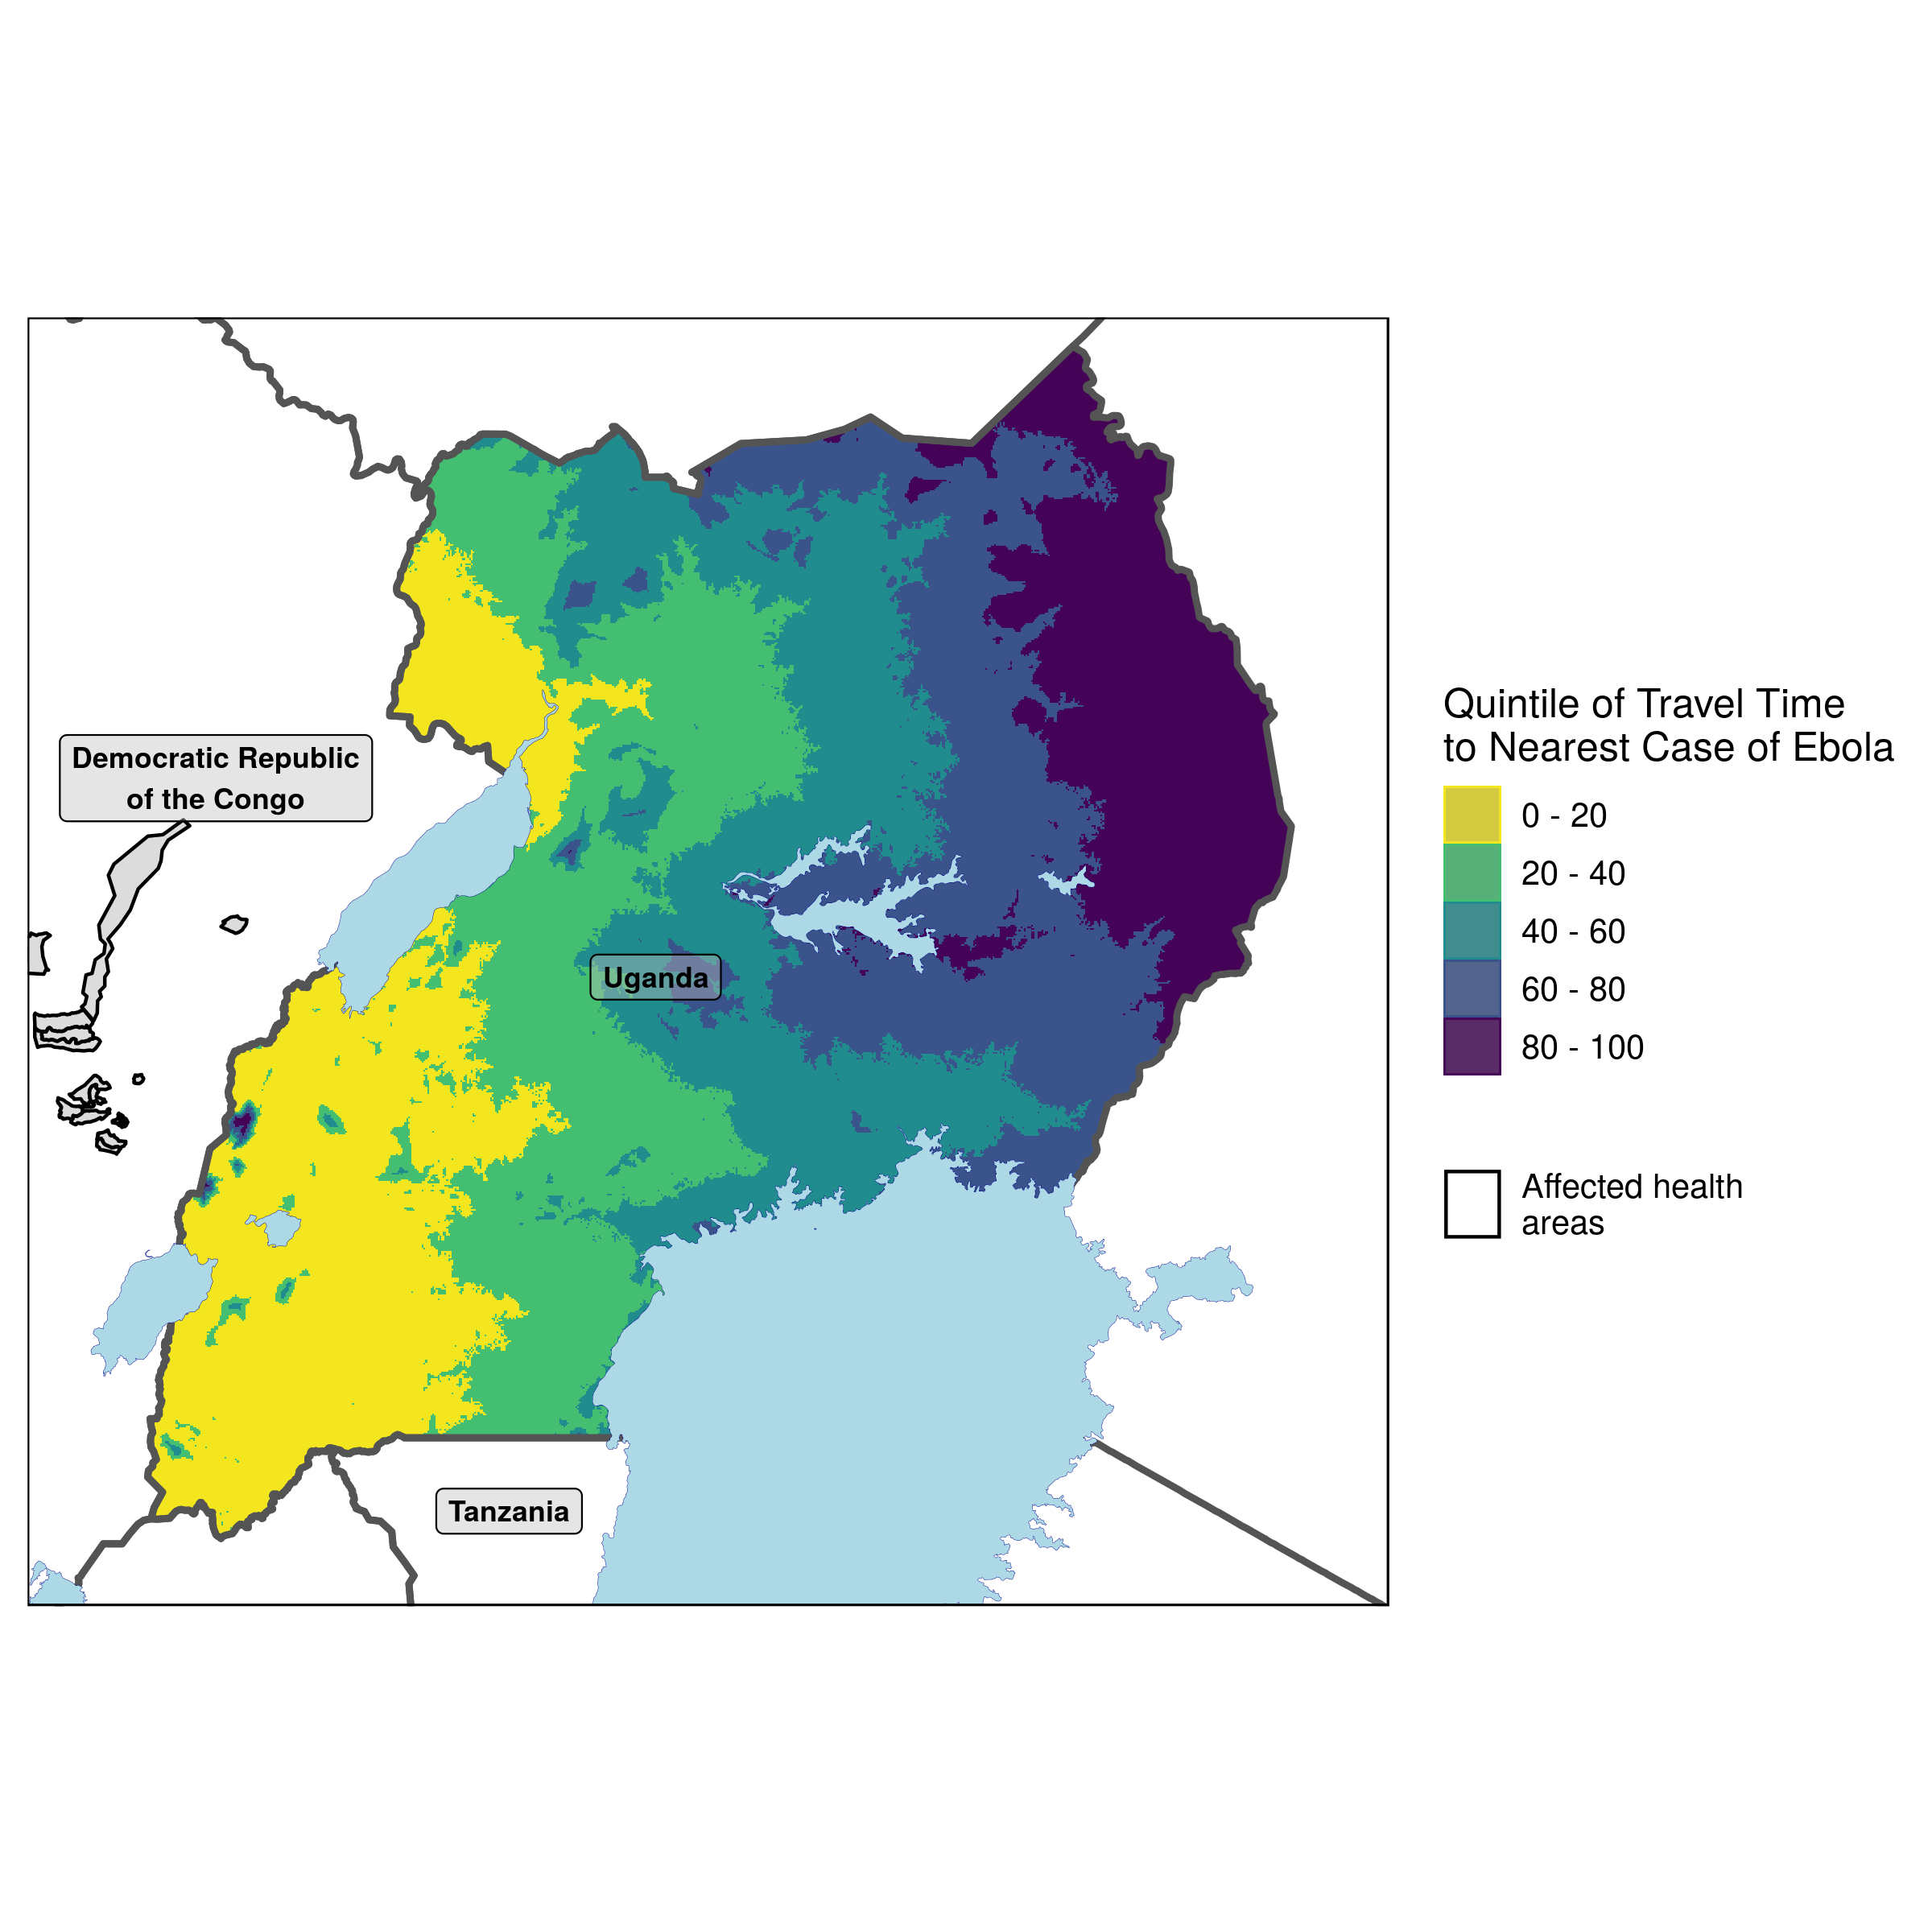 Democratic Republic
of the Congo
Uganda
Tanzania
Quintile of Travel Time
to Nearest Case of Ebola
0 - 20
20 - 40
40 - 60
60 - 80
80 - 100
Affected health
areas